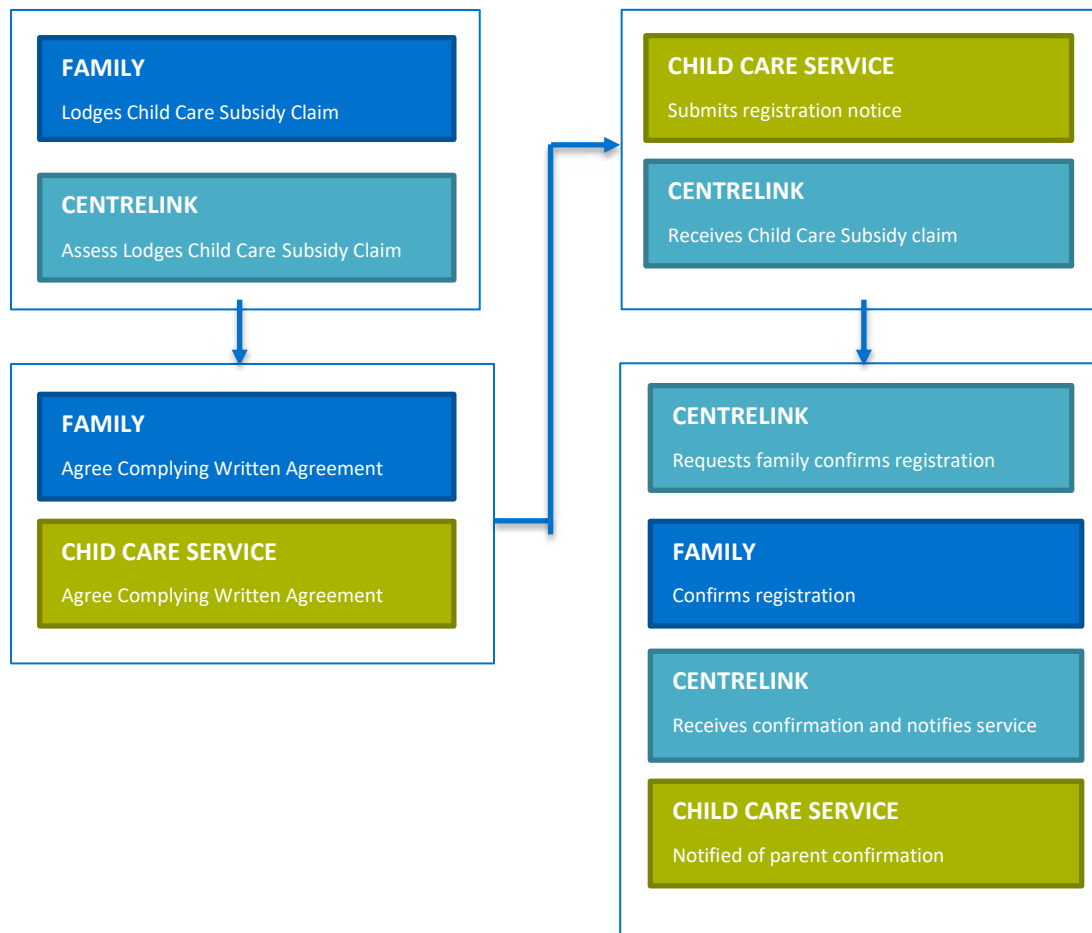 FAMILY
Lodges Child Care Subsidy Claim
CENTRELINK
Assess Lodges Child Care Subsidy Claim
FAMILY
Agree Complying Written Agreement
CHID CARE SERVICE
Agree Complying Written Agreement
CHILD CARE SERVICE
Submits registration notice
CENTRELINK
Receives Child Care Subsidy claim
CENTRELINK
Requests family confirms registration
FAMILY
Confirms registration
CENTRELINK
Receives confirmation and notifies service
CHILD CARE SERVICE
Notified of parent confirmation